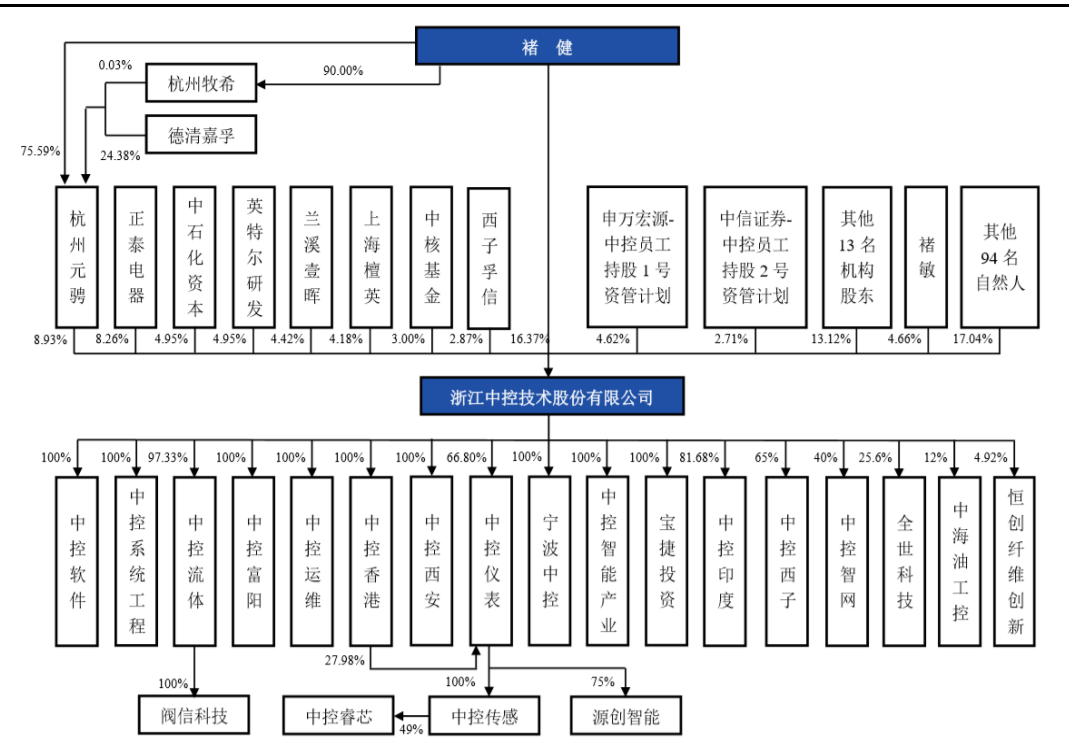 褚 健
0.03%
90.00%
杭州牧希
德清嘉孚
75.59%
24.38%
杭州元骋
正泰电器
中石化资本
英特尔研发
兰溪壹晖
上海檀英
中核基金
西子孚信
申万宏源-
中控员工
持股 1 号
资管计划
中信证券-
中控员工
持股 2 号
资管计划
其他
13 名
机构
股东
褚敏
其他
94 名
自然人
8.93%
8.26%
4.95%
4.95%
4.42%
4.18%
3.00%
2.87%
16.37%
4.62%
2.71%
13.12%
4.66%
17.04%
浙江中控技术股份有限公司
100%
100%
97.33%
100%
100%
100%
100%
66.80%
100%
100%
100%
81.68%
65%
40%
25.6%
12%
4.92%
中控软件
中控系统工程
中控流体
中控富阳
中控运维
中控香港
中控西安
中控仪表
宁波中控
中控智能产业
宝捷投资
中控印度
中控西子
中控智网
全世科技
中海油工控
恒创纤维创新
27.98%
100%
100%
75%
阀信科技
中控睿芯
49%
中控传感
源创智能